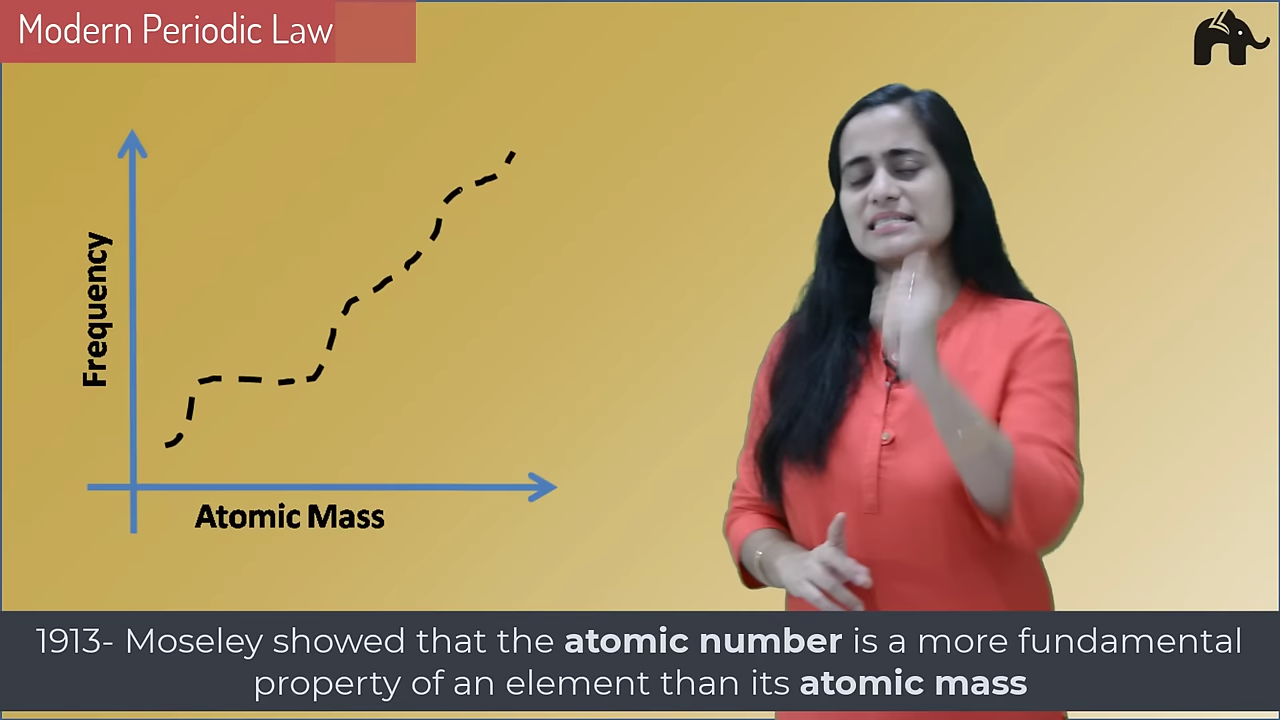 Modern Periodic Law
Frequency
Atomic Mass
1913- Moseley showed that the atomic number is a more fundamental
property of an element than its atomic mass